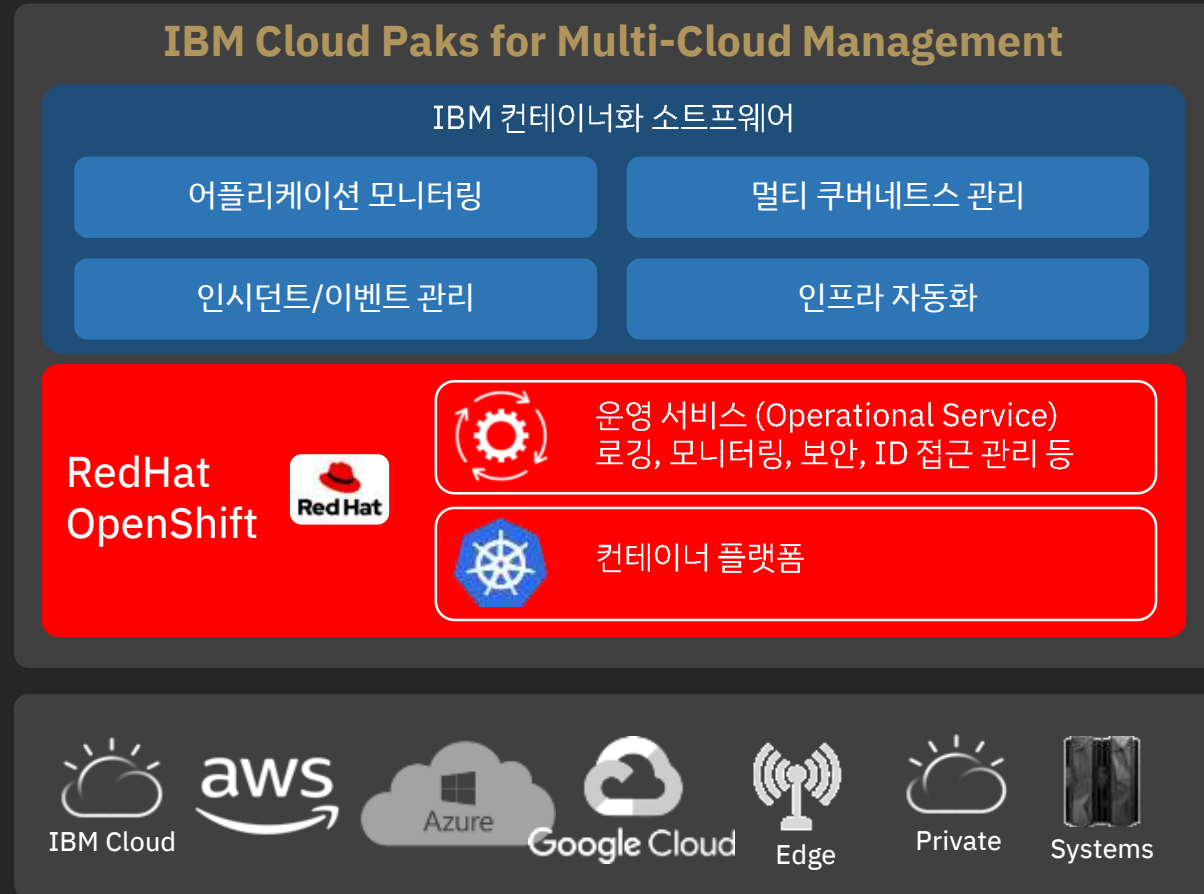 IBM Cloud Paks for Multi-Cloud Management
IBM 컨테이너화 소트프웨어
어플리케이션 모니터링
멀티 쿠버네트스 관리
인시던트/이벤트 관리
인프라 자동화
RedHat
OpenShift
Red Hat
운영 서비스 (Operational Service)
로깅, 모니터링, 보안, ID 접근 관리 등
컨테이너 플랫폼
IBM Cloud
aws
Azure
Google Cloud
Edge
Private
Systems